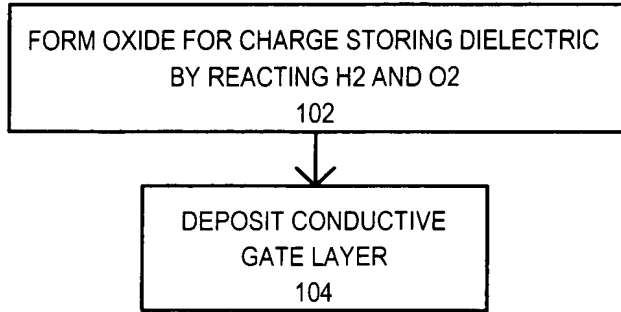 FORM OXIDE FOR CHARGE STORING DIELECTRIC
BY REACTING H2 AND O2
102
DEPOSIT CONDUCTIVE
GATE LAYER
104